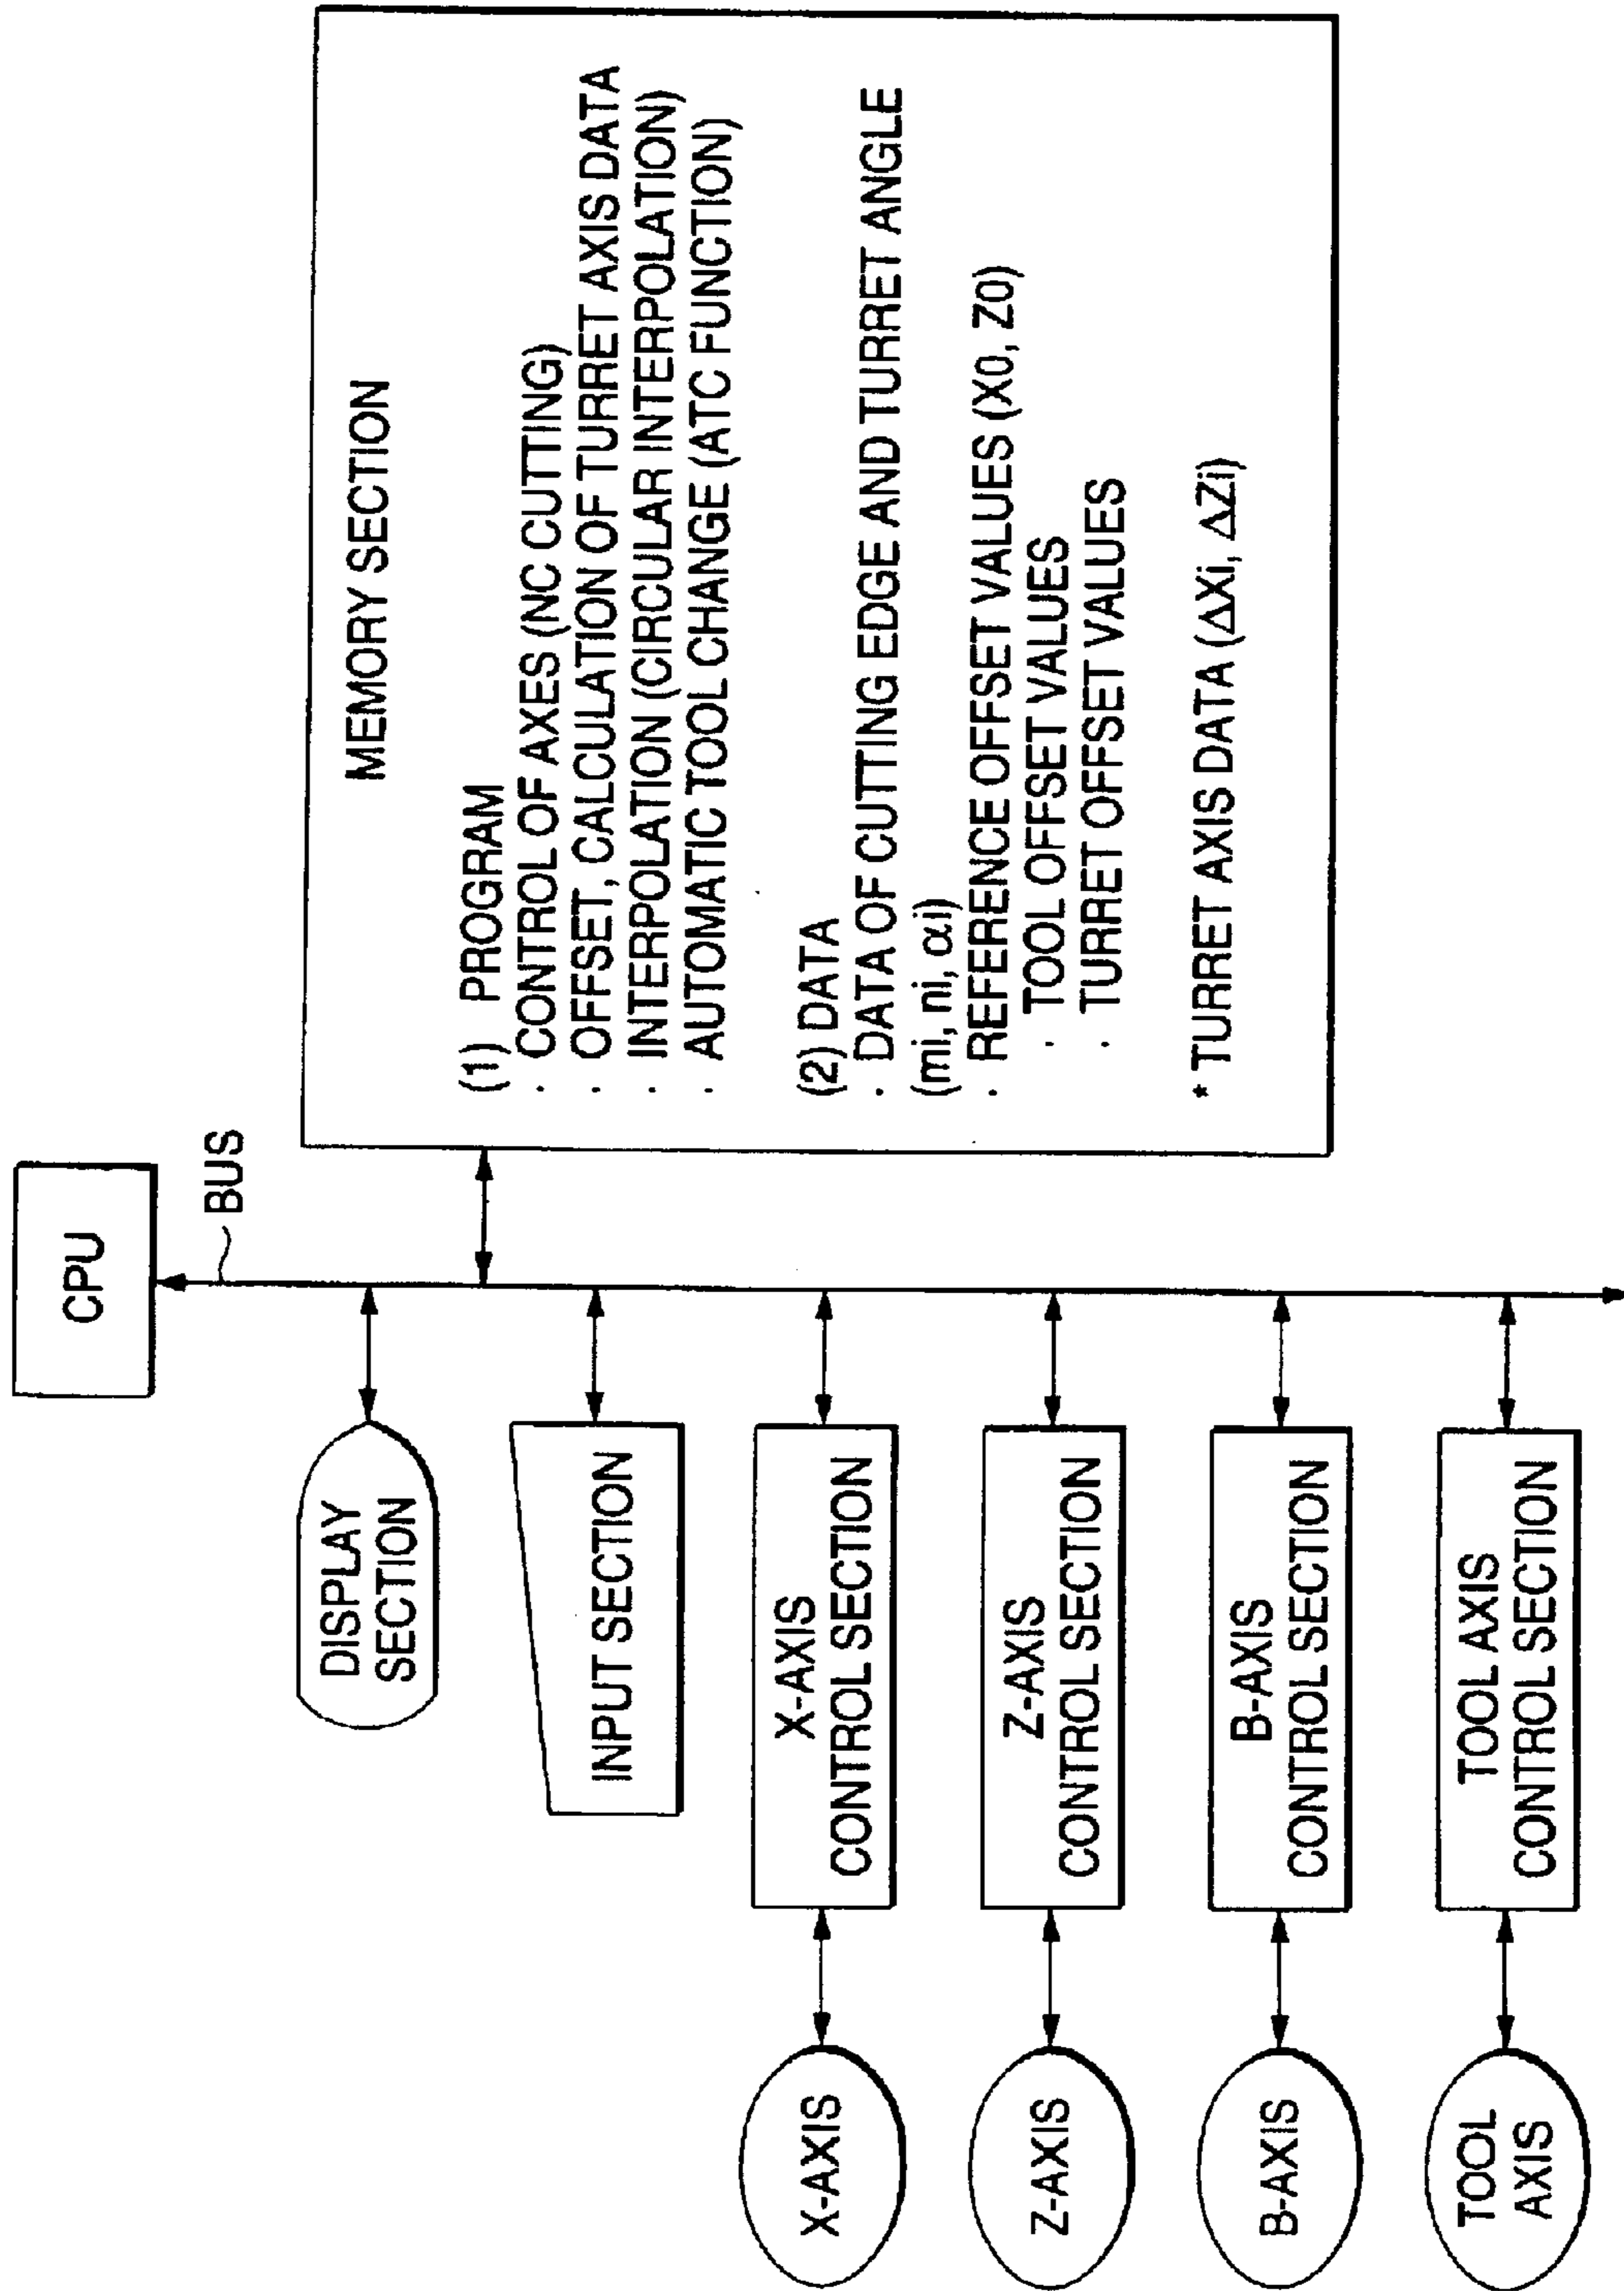 CPU
BUS
DISPLAY
SECTION
INPUT SECTION
X-AXIS
CONTROL SECTION
X-AXIS
Z-AXIS
CONTROL SECTION
Z-AXIS
B-AXIS
CONTROL SECTION
B-AXIS
TOOL AXIS
CONTROL SECTION
TOOL
AXIS
MEMORY SECTION
(1) PROGRAM
· CONTROL OF AXES (NC CUTTING)
· OFFSET, CALCULATION OF TURRET AXIS DATA
· INTERPOLATION (CIRCULAR INTERPOLATION)
· AUTOMATIC TOOL CHANGE (ATC FUNCTION)
(2) DATA
· DATA OF CUTTING EDGE AND TURRET ANGLE
(mi, ni, αi)
· REFERENCE OFFSET VALUES (X0, Z0)
· TOOL OFFSET VALUES
· TURRET OFFSET VALUES
* TURRET AXIS DATA (ΔXi, ΔZi)